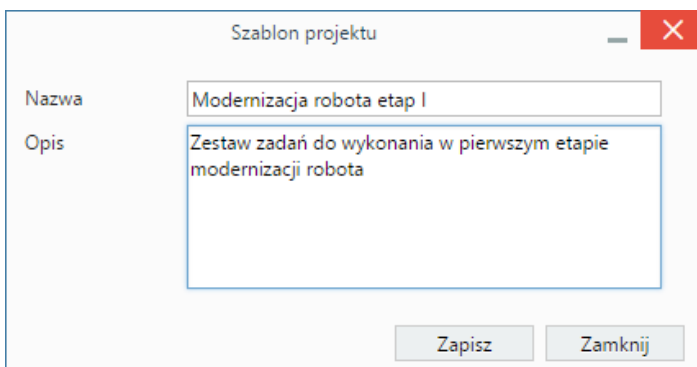 Szablon projektu
Nazwa
Modernizacja robota etap I
Opis
Zestaw zadań do wykonania w pierwszym etapie
modernizacji robota
Zapisz
Zamknij